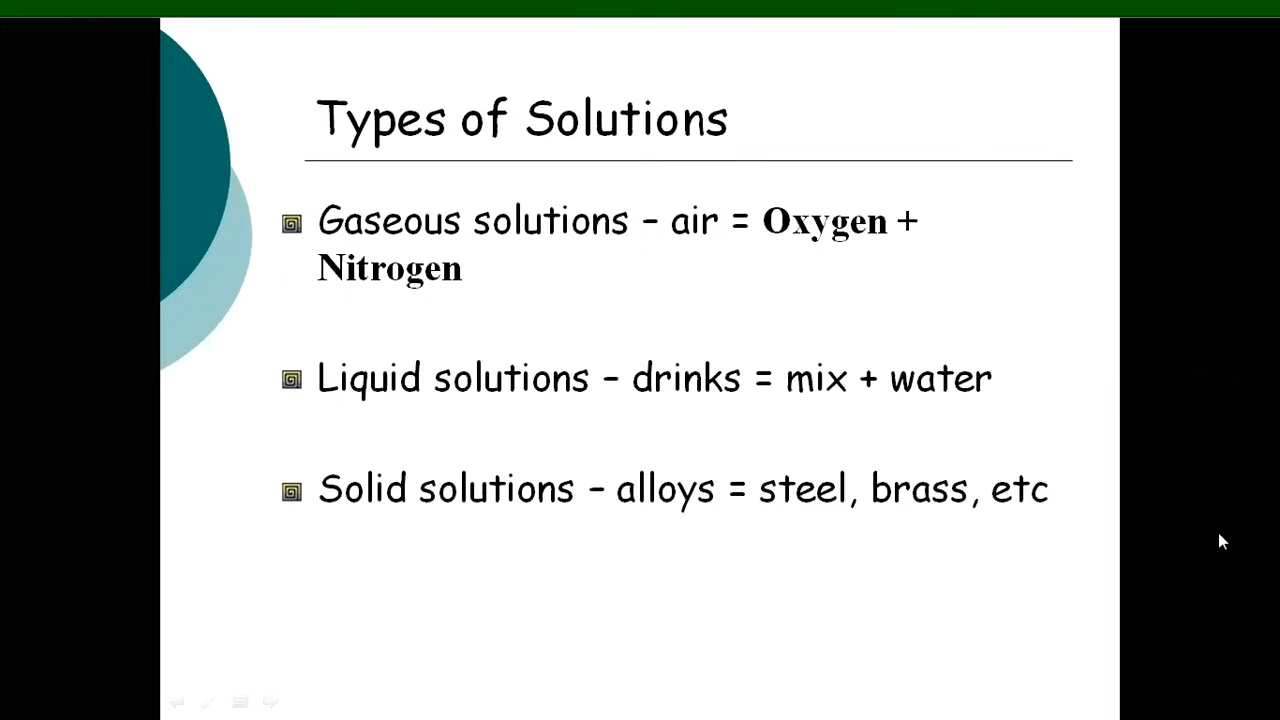 Types of Solutions
Gaseous solutions – air = Oxygen +
Nitrogen
Liquid solutions – drinks = mix + water
Solid solutions – alloys = steel, brass, etc